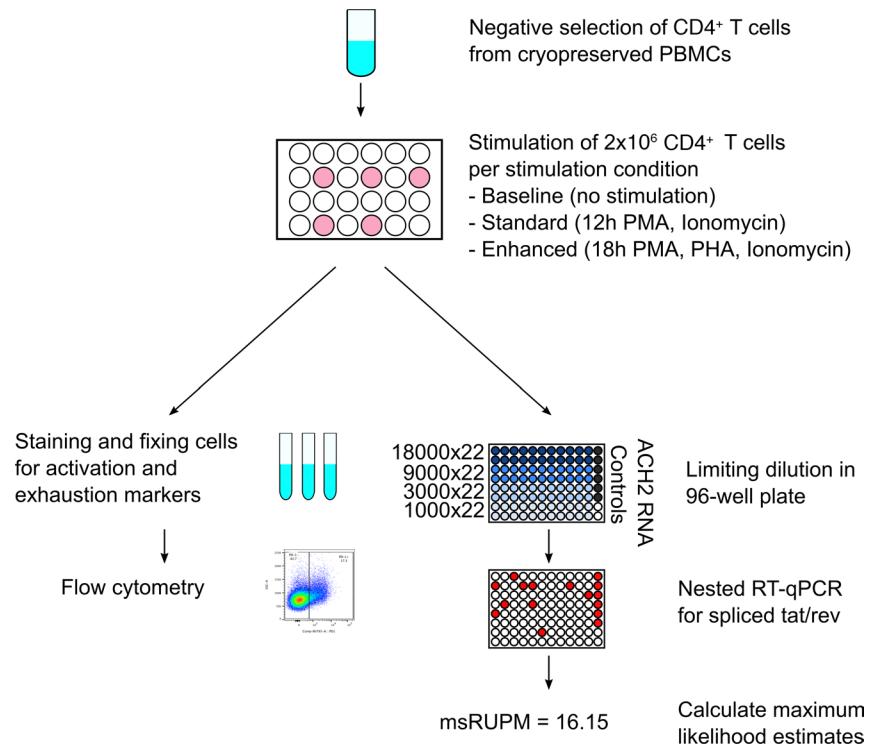 Negative selection of CD4⁺ T cells
from cryopreserved PBMCs
Stimulation of 2x10⁶ CD4⁺ T cells
per stimulation condition
- Baseline (no stimulation)
- Standard (12h PMA, Ionomycin)
- Enhanced (18h PMA, PHA, Ionomycin)
Staining and fixing cells
for activation and
exhaustion markers
Flow cytometry
18000x22
9000x22
3000x22
1000x22
ACH2 RNA
Controls
Limiting dilution in
96-well plate
Nested RT-qPCR
for spliced tat/rev
msRUPM = 16.15
Calculate maximum
likelihood estimates